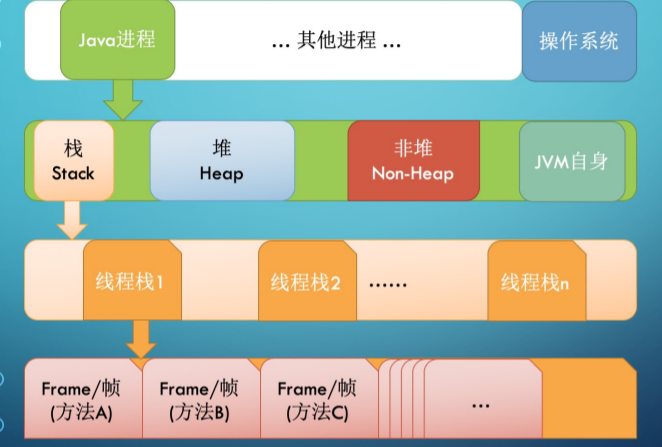 Java进程
... 其他进程 ...
操作系统
栈
Stack
堆
Heap
非堆
Non-Heap
JVM自身
线程栈1
线程栈2
......
线程栈n
Frame/帧
(方法A)
Frame/帧
(方法B)
Frame/帧
(方法C)
...